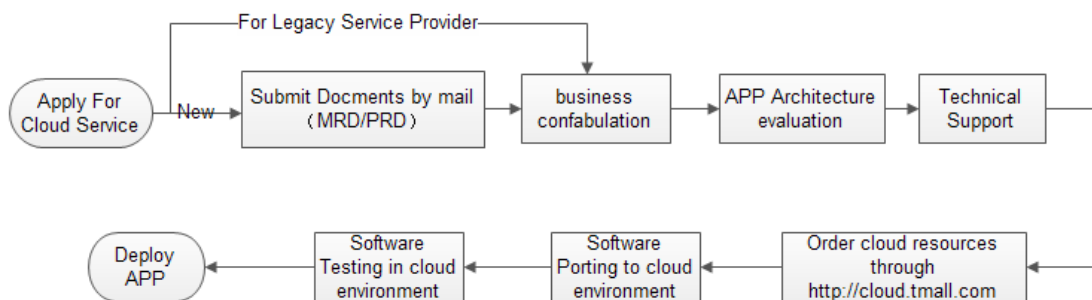 For Legacy Service Provider
Apply For
Cloud Service
New
Submit Docments by mail
（MRD/PRD）
business
confabulation
APP Architecture
evaluation
Technical
Support
Deploy
APP
Software
Testing in cloud
environment
Software
Porting to cloud
environment
Order cloud resources
through
http://cloud.tmall.com